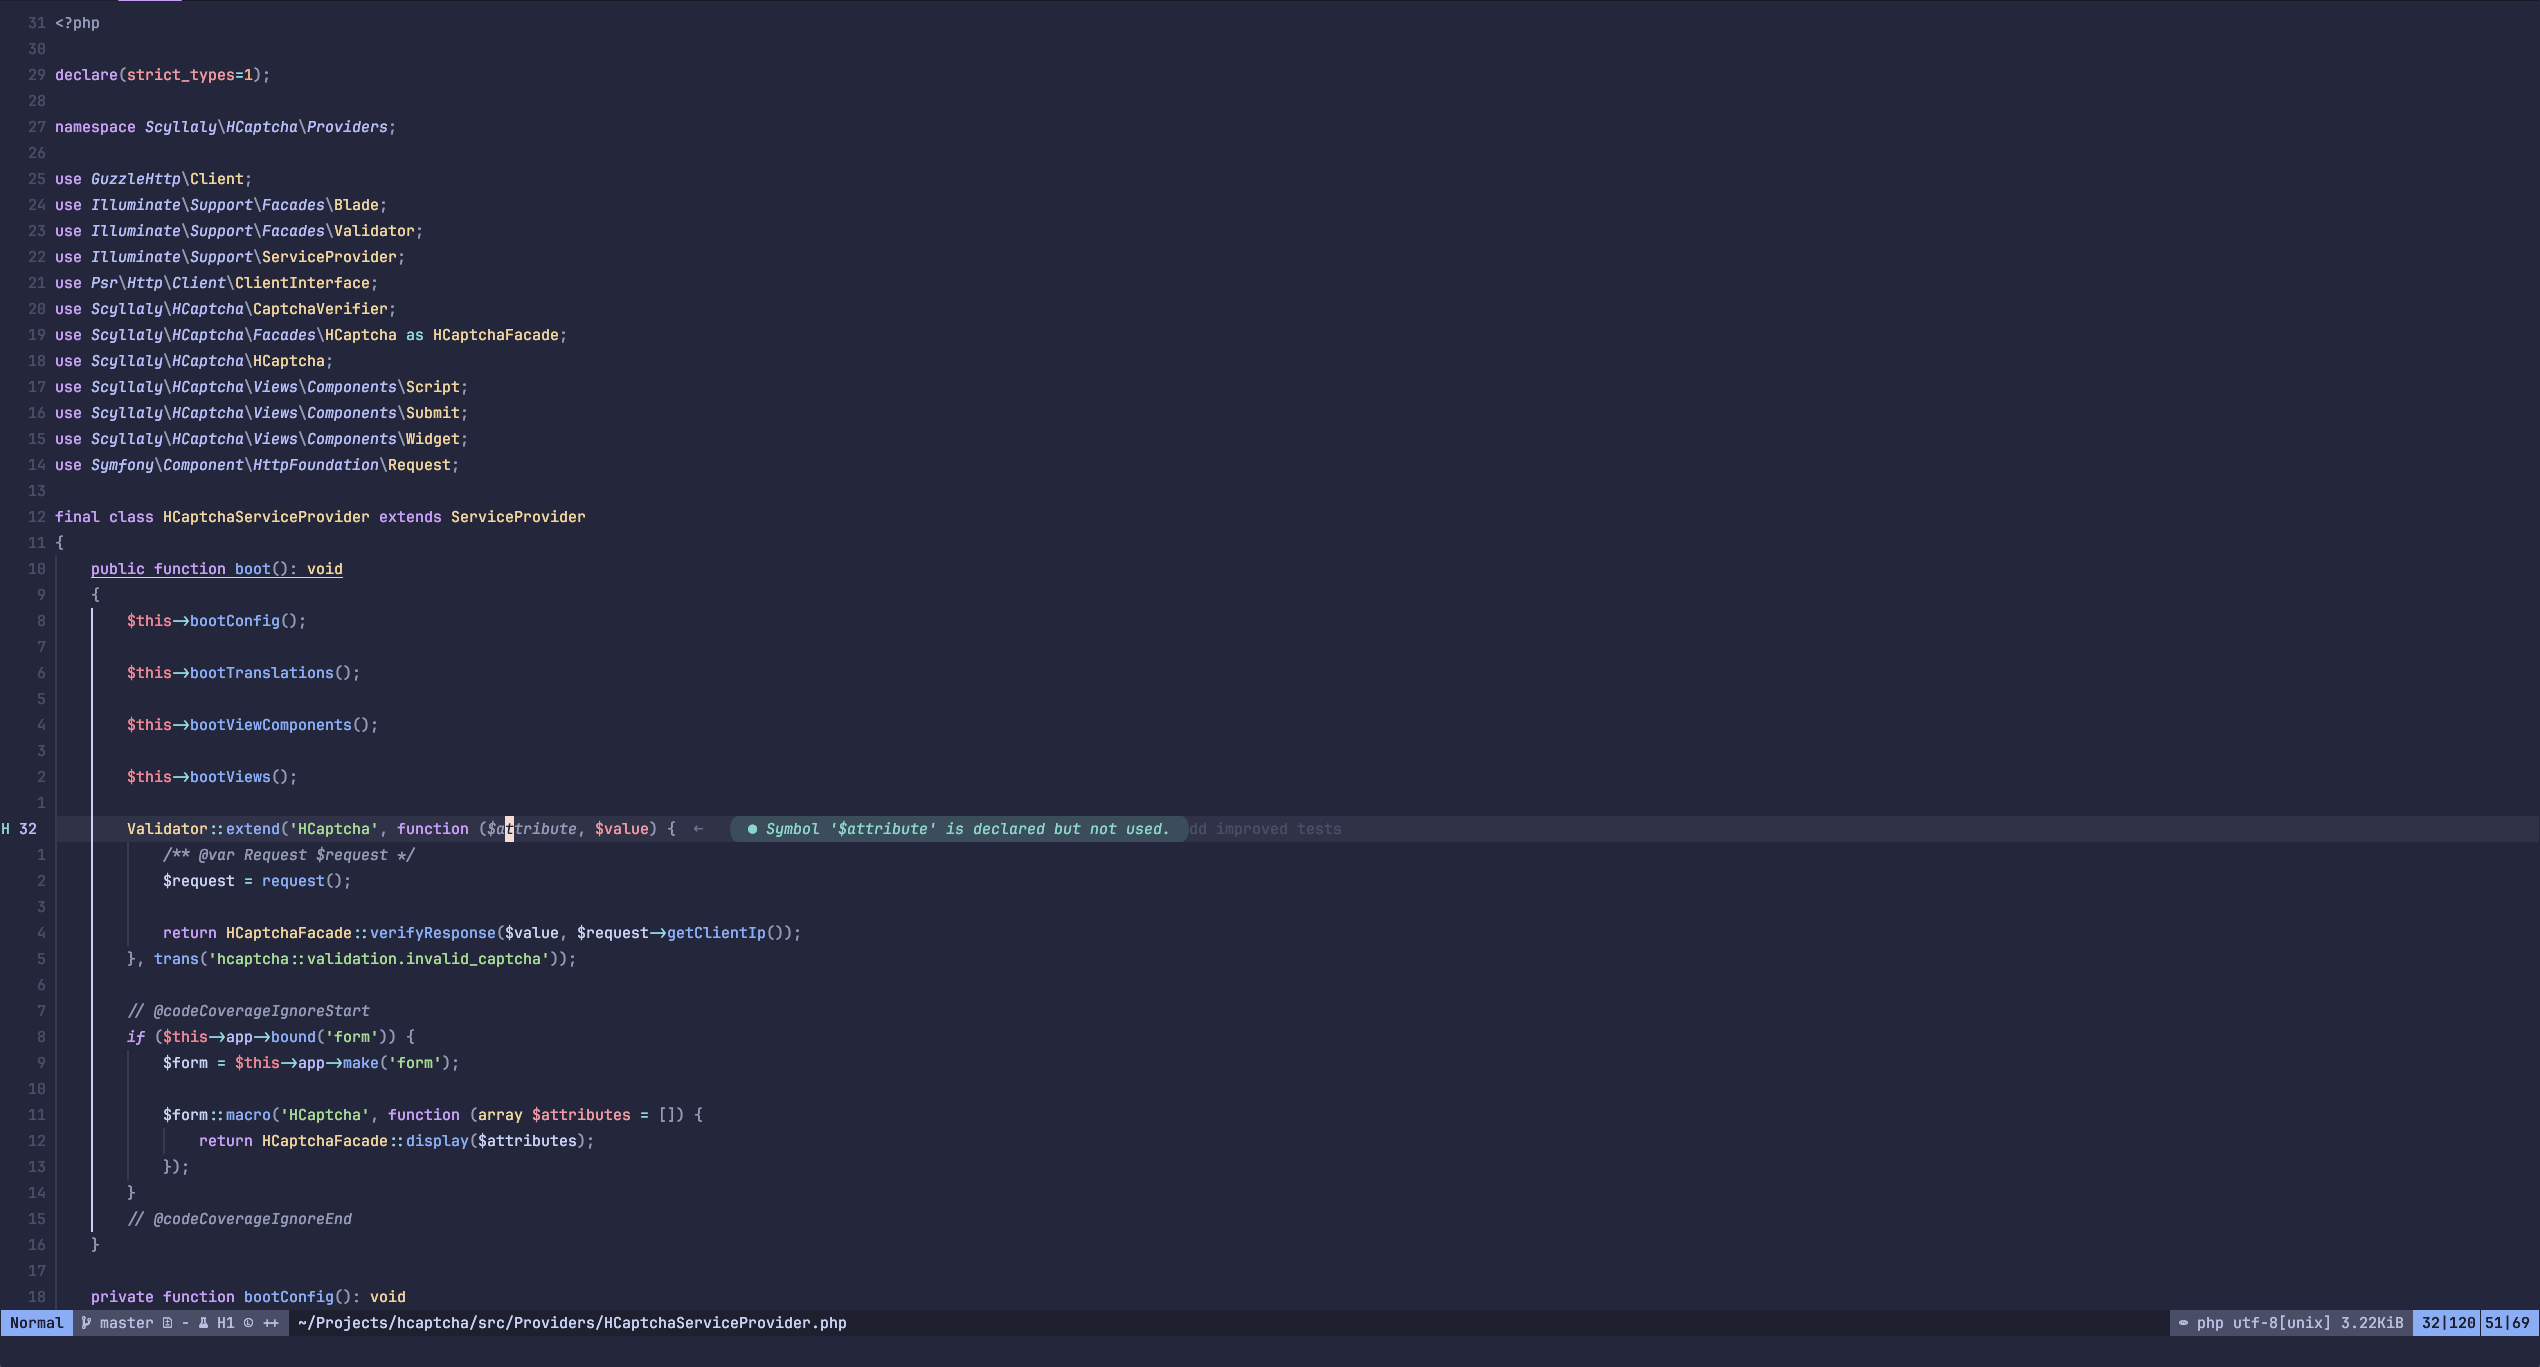 31 <?php
30
29 declare(strict_types=1);
28
27 namespace Scyllaly\HCaptcha\Providers;
26
25 use GuzzleHttp\Client;
24 use Illuminate\Support\Facades\Blade;
23 use Illuminate\Support\Facades\Validator;
22 use Illuminate\Support\ServiceProvider;
21 use Psr\Http\Client\ClientInterface;
20 use Scyllaly\HCaptcha\CaptchaVerifier;
19 use Scyllaly\HCaptcha\Facades\HCaptcha as HCaptchaFacade;
18 use Scyllaly\HCaptcha\HCaptcha;
17 use Scyllaly\HCaptcha\Views\Components\Script;
16 use Scyllaly\HCaptcha\Views\Components\Submit;
15 use Scyllaly\HCaptcha\Views\Components\Widget;
14 use Symfony\Component\HttpFoundation\Request;
13
12 final class HCaptchaServiceProvider extends ServiceProvider
11 {
10     public function boot(): void
9     {
8         $this->bootConfig();
7
6         $this->bootTranslations();
5
4         $this->bootViewComponents();
3
2         $this->bootViews();
1
H 32         Validator::extend('HCaptcha', function ($attribute, $value) { ← ● Symbol '$attribute' is declared but not used. dd improved tests
1             /** @var Request $request */
2             $request = request();
3
4             return HCaptchaFacade::verifyResponse($value, $request->getClientIp());
5         }, trans('hcaptcha::validation.invalid_captcha'));
6
7         // @codeCoverageIgnoreStart
8         if ($this->app->bound('form')) {
9             $form = $this->app->make('form');
10
11             $form::macro('HCaptcha', function (array $attributes = []) {
12                 return HCaptchaFacade::display($attributes);
13             });
14         }
15         // @codeCoverageIgnoreEnd
16     }
17
18     private function bootConfig(): void
Normal master - H1 ++ ~/Projects/hcaptcha/src/Providers/HCaptchaServiceProvider.php php utf-8[unix] 3.22KiB 32|120 51|69